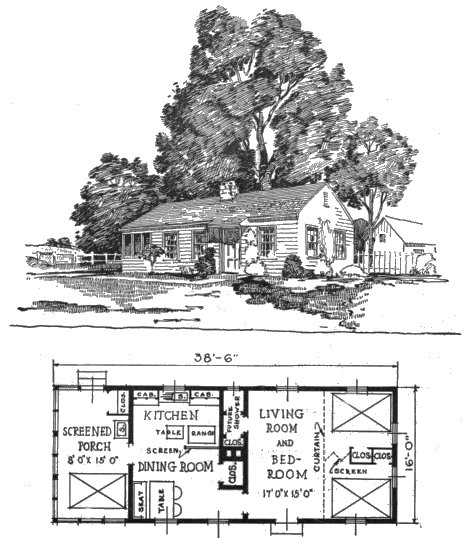 38'-6"
CLOS.
CAB.
S.
CAB.
KITCHEN
TABLE
RANGE
SCREEN
DINING ROOM
SEAT
TABLE
SCREENED
PORCH
8'0"X 15'0"
FUTURE
SHOWER
CLOS.
CLOS.
LIVING
ROOM
AND
BED-
ROOM
17'0"X 15'0"
CURTAIN
CLOS
CLOS
SCREEN
16'-0"